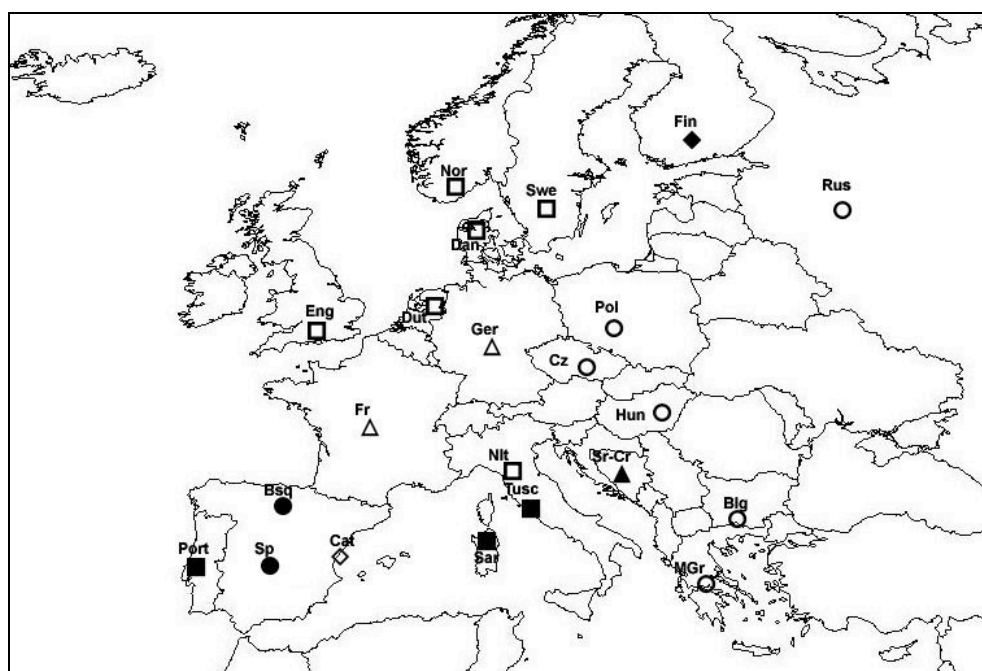 Fin
Nor
Rus
Swe
Dan
Eng
Dut
Pol
Ger
Cz
Fr
Hun
NIt
Sr-Cr
Tusc
Bsq
Blg
Cat
Port
Sp
Sar
MGr